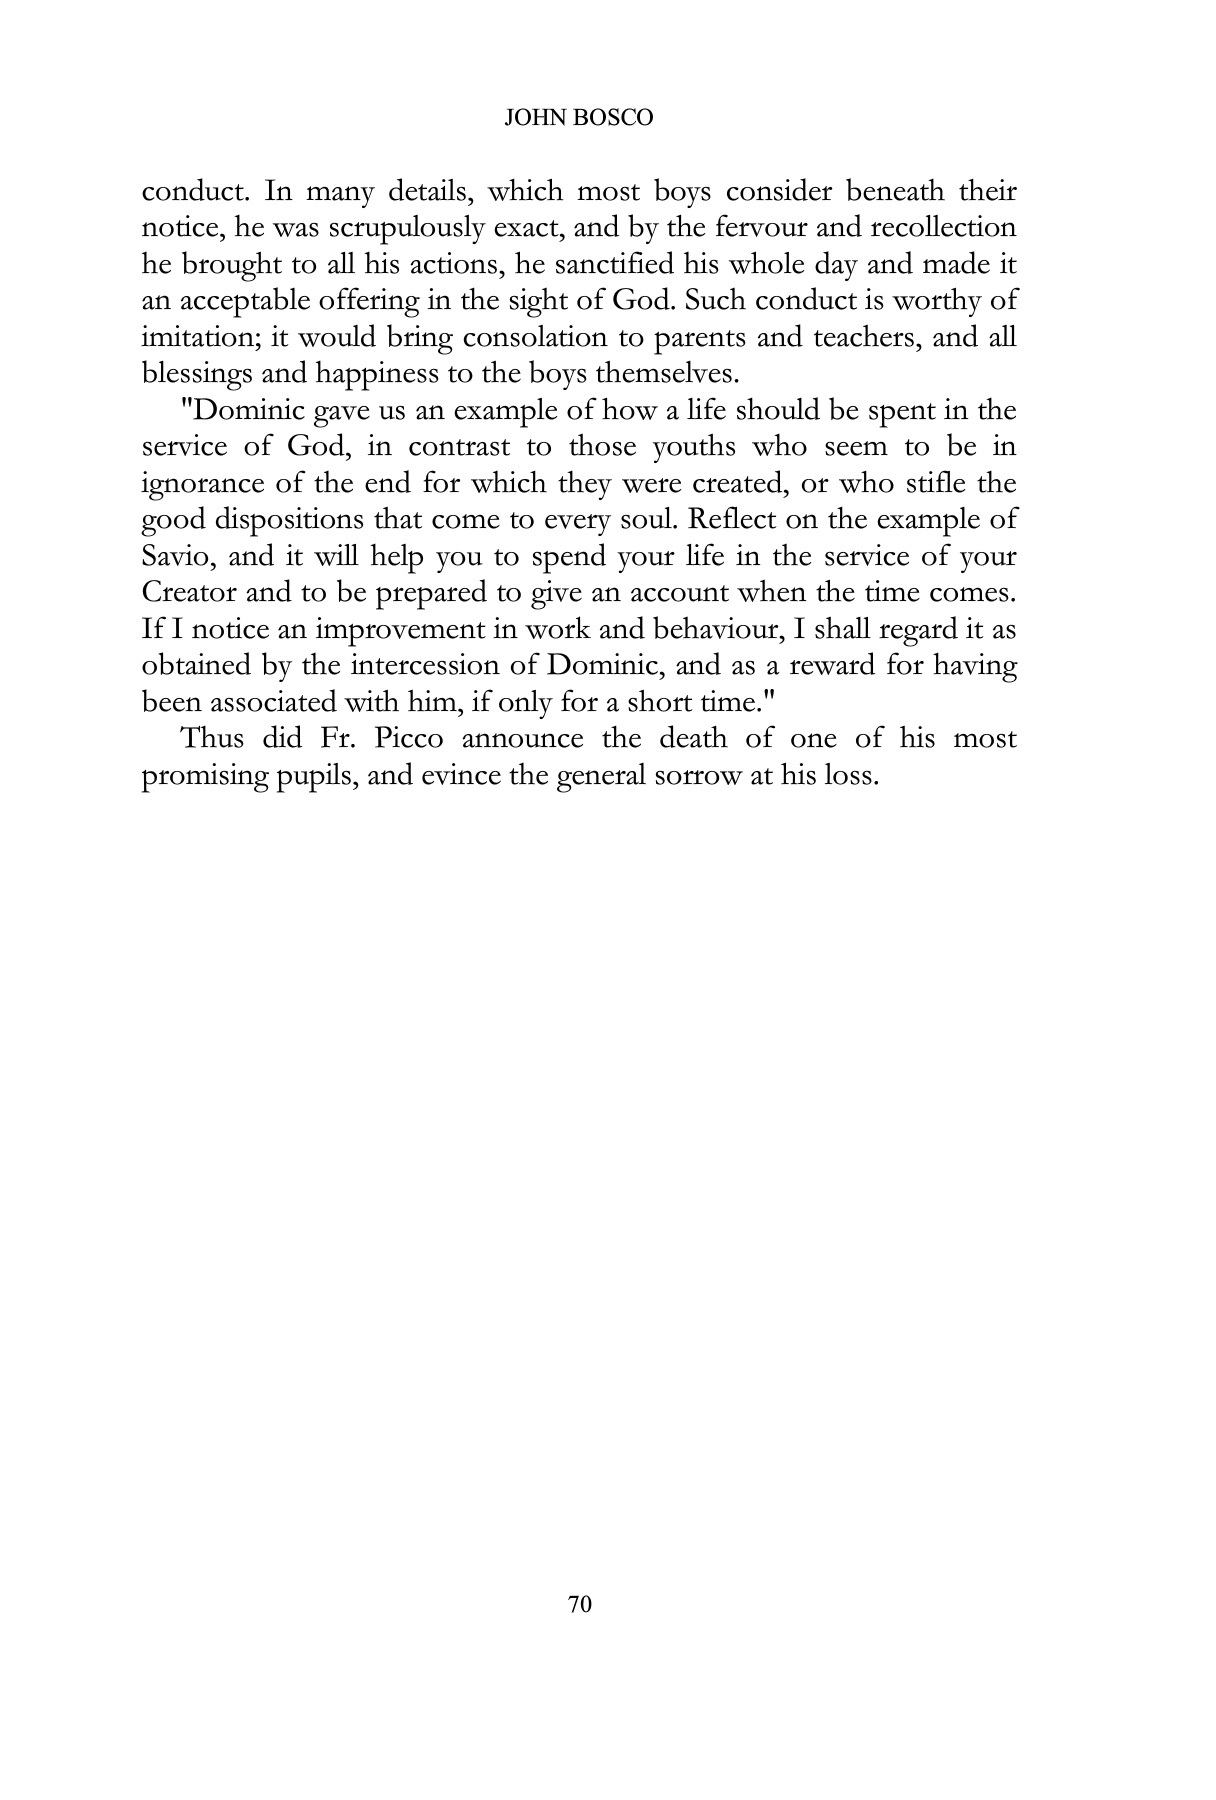 JOHN BOSCO
conduct. In many details, which most boys consider beneath their
notice, he was scrupulously exact, and by the fervour and recollection
he brought to all his actions, he sanctified his whole day and made it
an acceptable offering in the sight of God. Such conduct is worthy of
imitation; it would bring consolation to parents and teachers, and all
blessings and happiness to the boys themselves.
"Dominic gave us an example of how a life should be spent in the
service of God, in contrast to those youths who seem to be in
ignorance of the end for which they were created, or who stifle the
good dispositions that come to every soul. Reflect on the example of
Savio, and it will help you to spend your life in the service of your
Creator and to be prepared to give an account when the time comes.
If I notice an improvement in work and behaviour, I shall regard it as
obtained by the intercession of Dominic, and as a reward for having
been associated with him, if only for a short time."
Thus did Fr. Picco announce the death of one of his most
promising pupils, and evince the general sorrow at his loss.
70